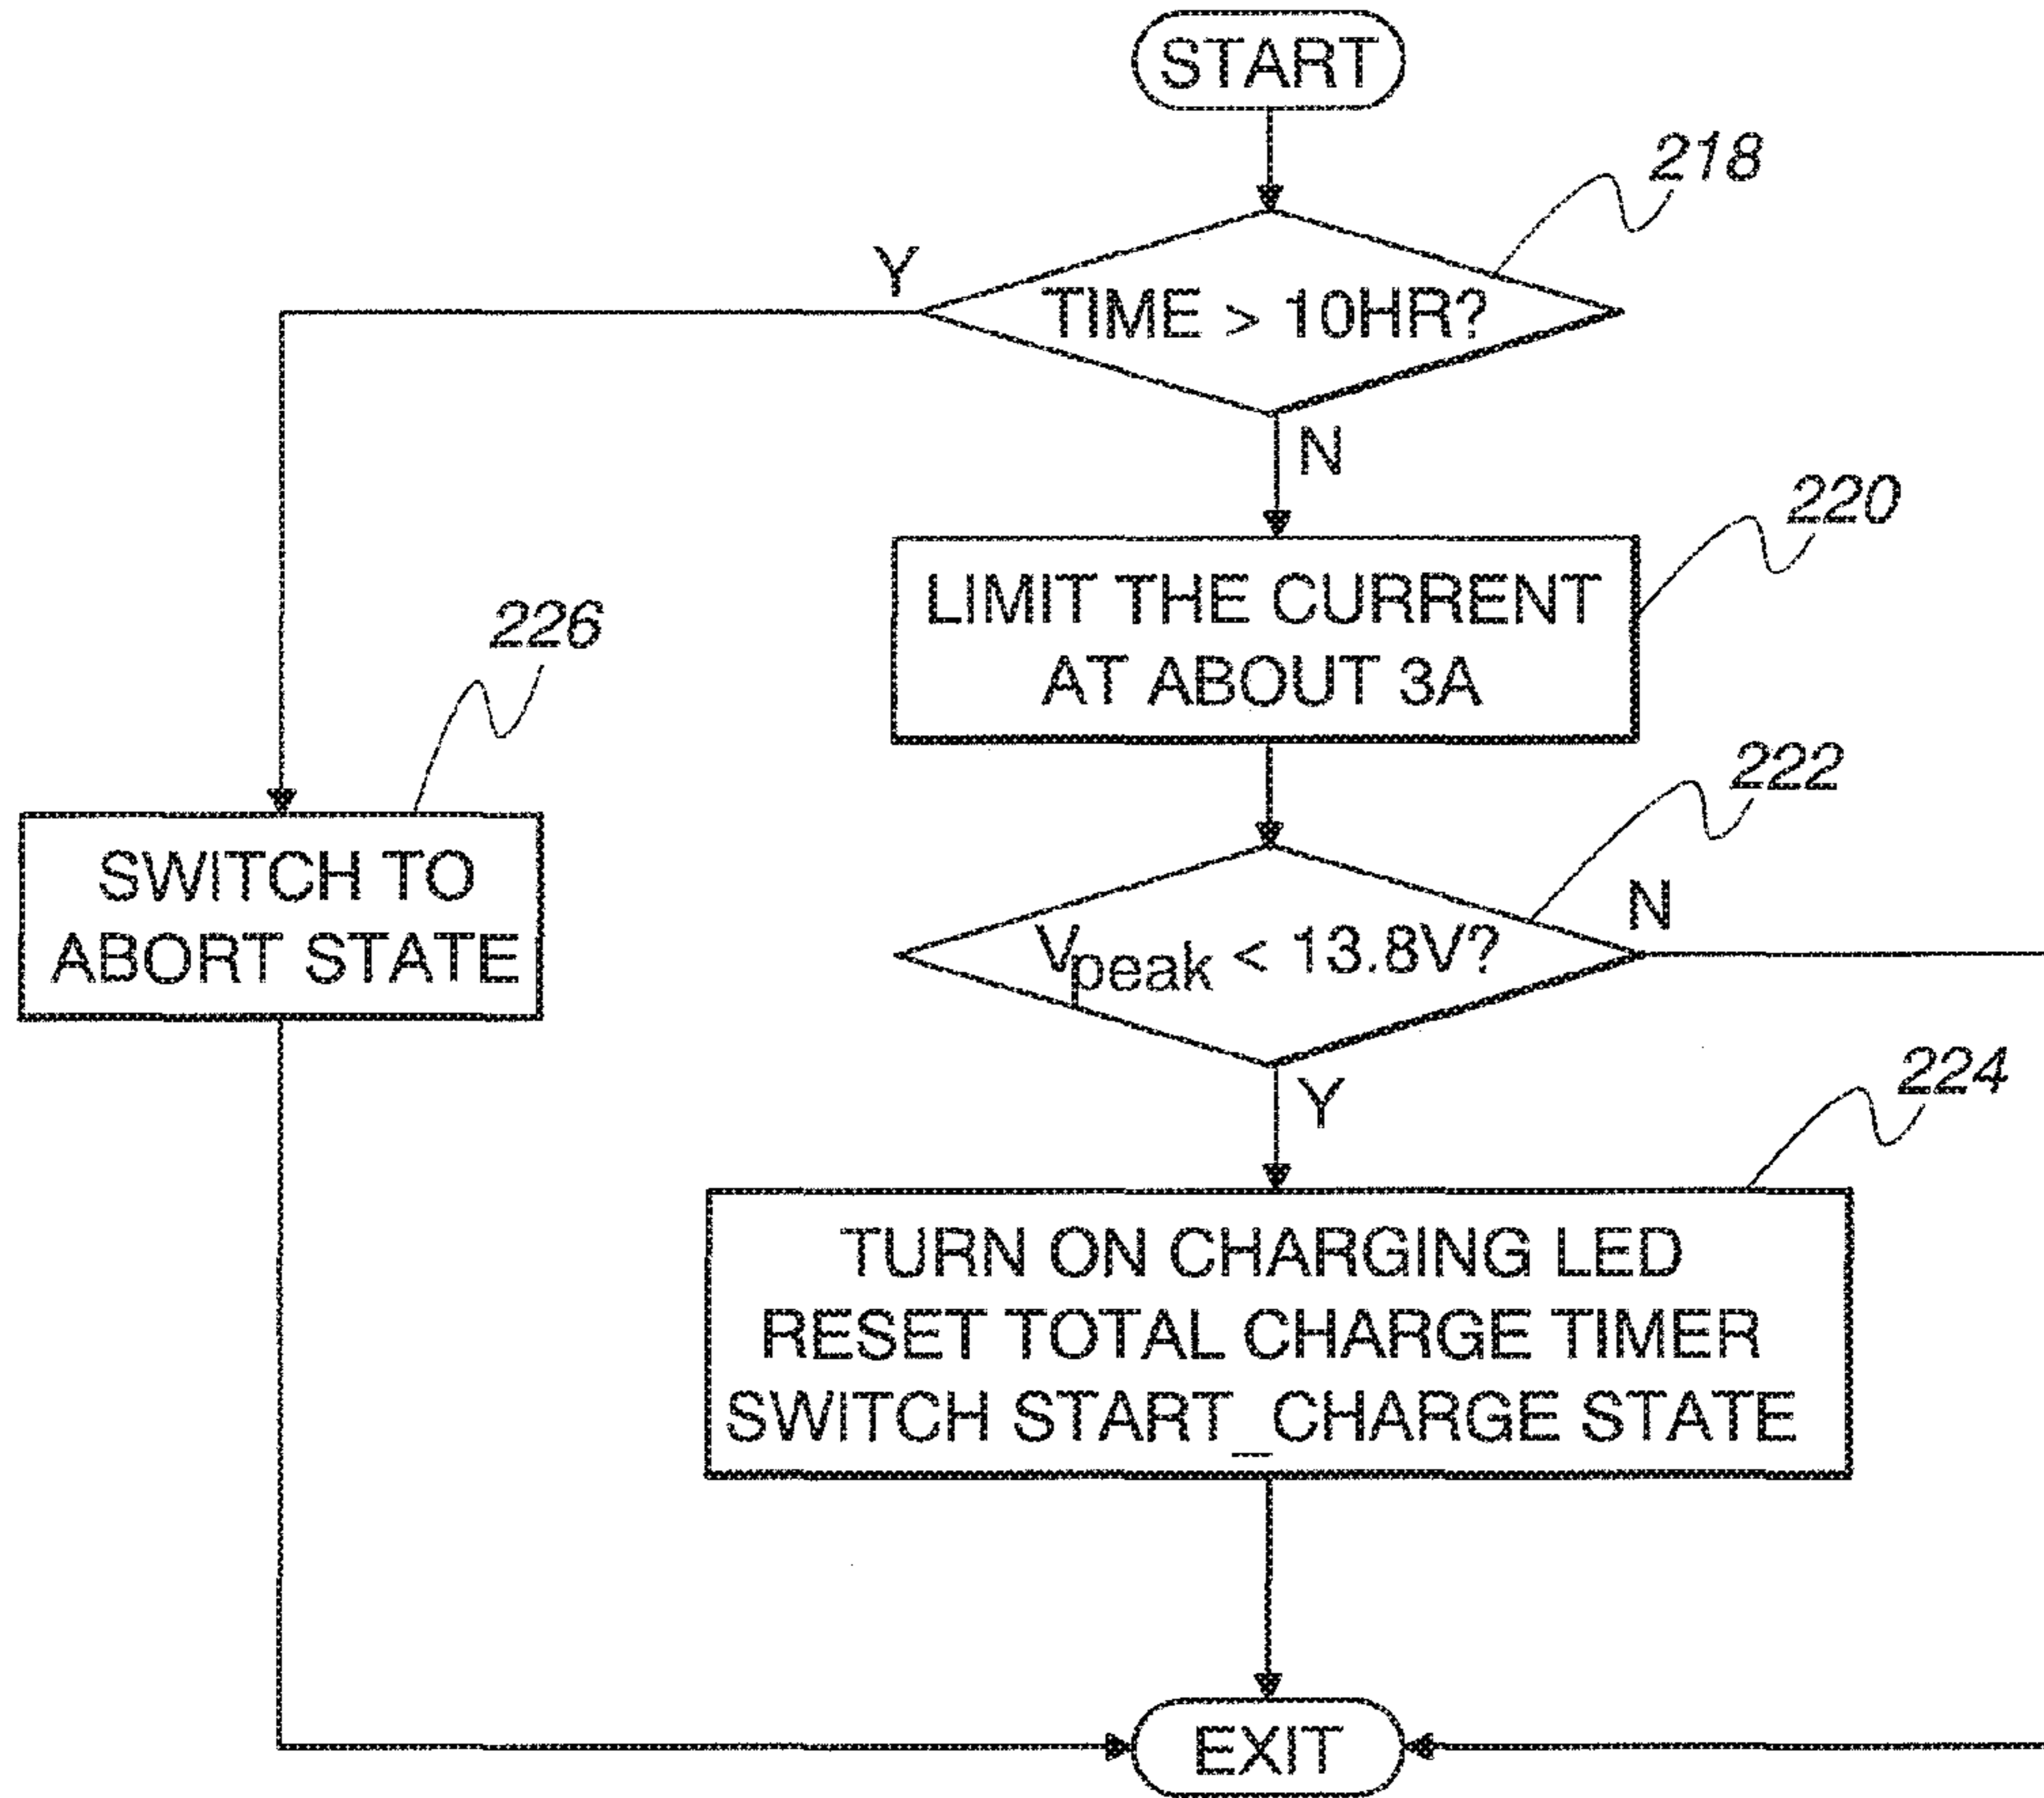 START
218
Y
TIME > 10HR?
N
220
LIMIT THE CURRENT
AT ABOUT 3A
226
222
SWITCH TO
ABORT STATE
N
Vpeak < 13.8V?
Y
224
TURN ON CHARGING LED
RESET TOTAL CHARGE TIMER
SWITCH START_CHARGE STATE
EXIT